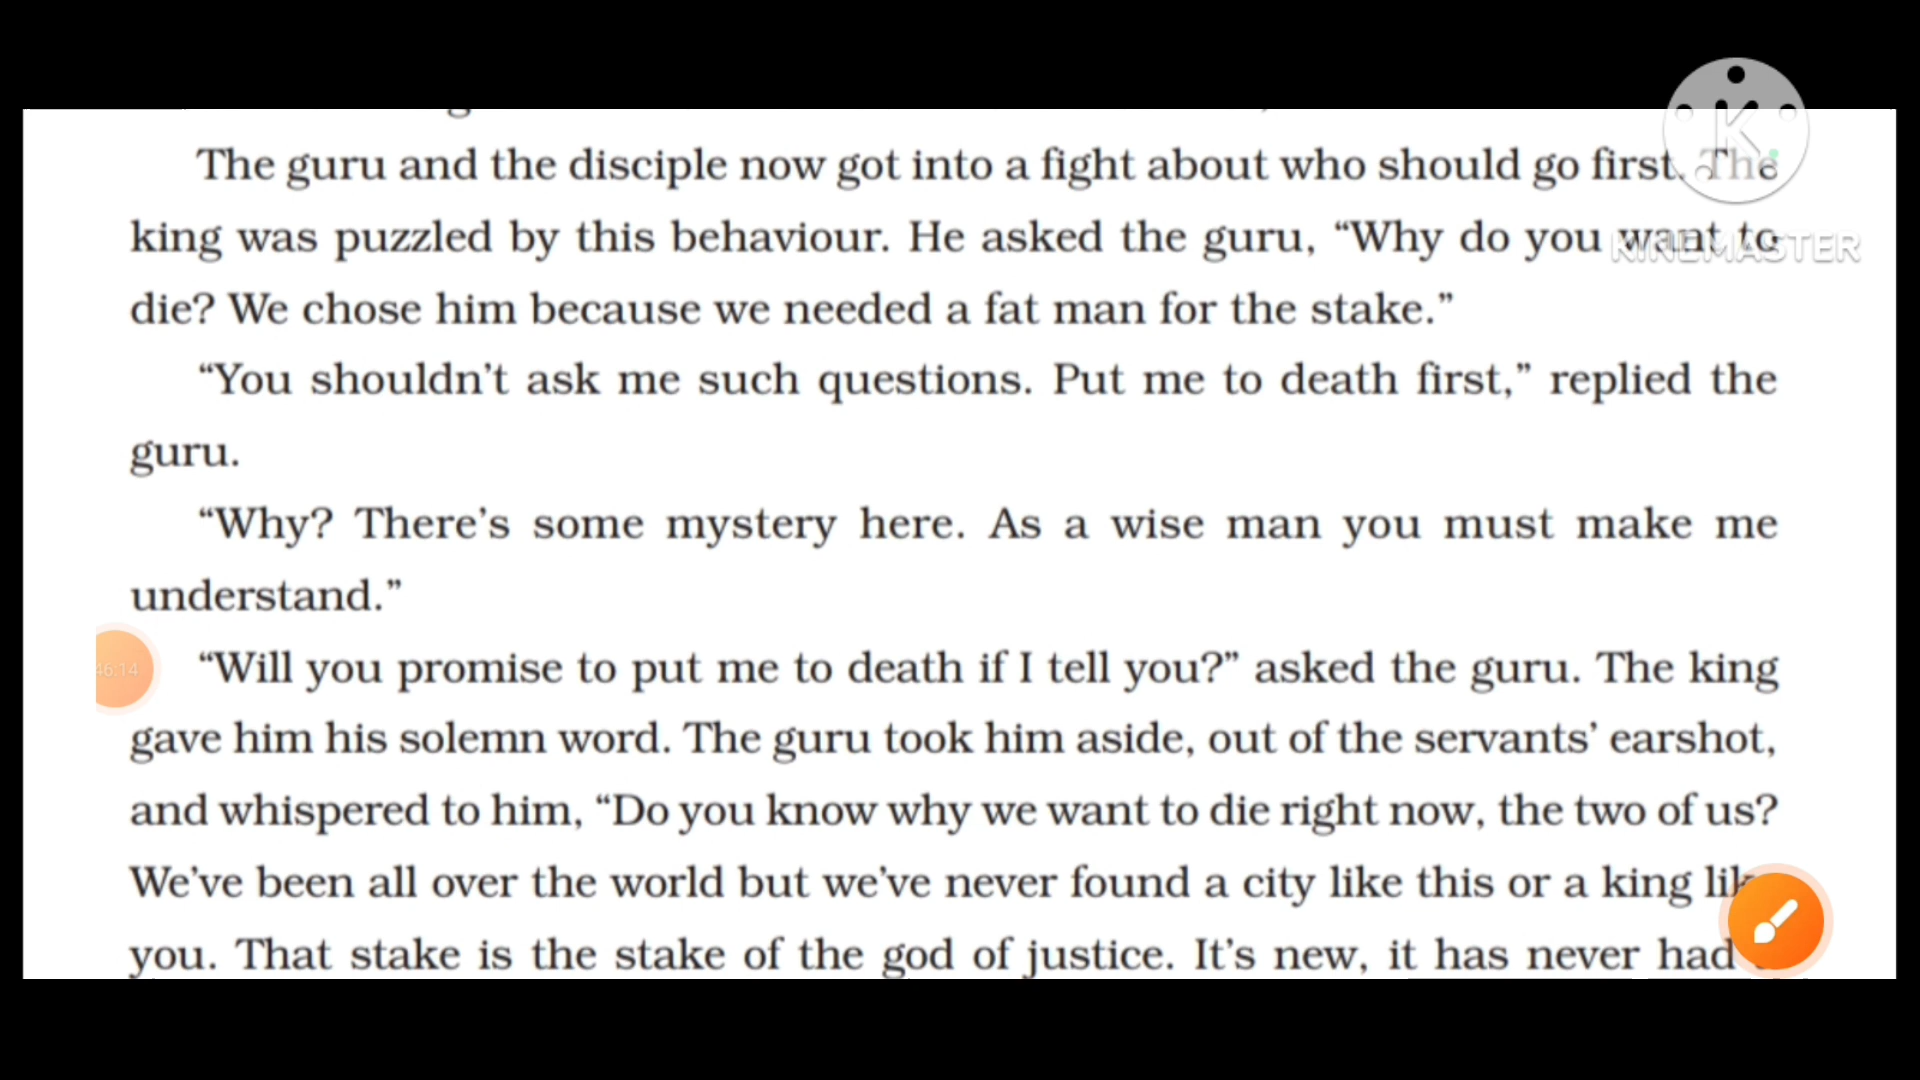 The guru and the disciple now got into a fight about who should go first. The
king was puzzled by this behaviour. He asked the guru, “Why do you want to
die? We chose him because we needed a fat man for the stake.”
“You shouldn’t ask me such questions. Put me to death first,” replied the
guru.
“Why? There’s some mystery here. As a wise man you must make me
understand.”
“Will you promise to put me to death if I tell you?” asked the guru. The king
gave him his solemn word. The guru took him aside, out of the servants’ earshot,
and whispered to him, “Do you know why we want to die right now, the two of us?
We’ve been all over the world but we’ve never found a city like this or a king
you. That stake is the stake of the god of justice. It’s new, it has never had
K
KINEMASTER
46:14